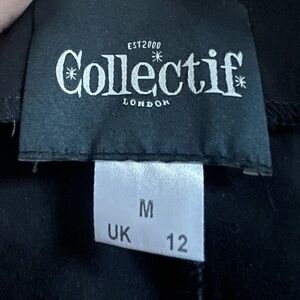 EST2000
Collectif
LONDON
M
UK 12